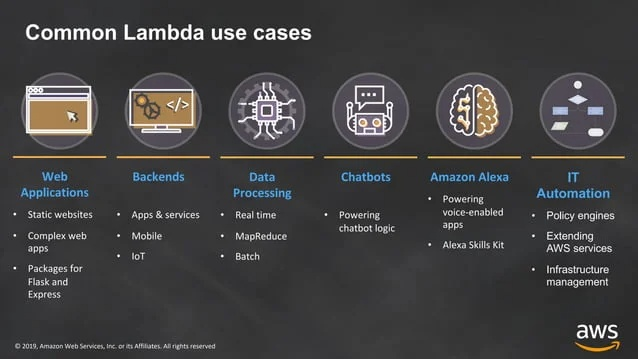 Common Lambda use cases
</>
Web
Applications
• Static websites
• Complex web
apps
• Packages for
Flask and
Express
Backends
• Apps & services
• Mobile
• IoT
Data
Processing
• Real time
• MapReduce
• Batch
Chatbots
• Powering
chatbot logic
Amazon Alexa
• Powering
voice-enabled
apps
• Alexa Skills Kit
IT
Automation
• Policy engines
• Extending
AWS services
• Infrastructure
management
© 2019, Amazon Web Services, Inc. or its Affiliates. All rights reserved
aws